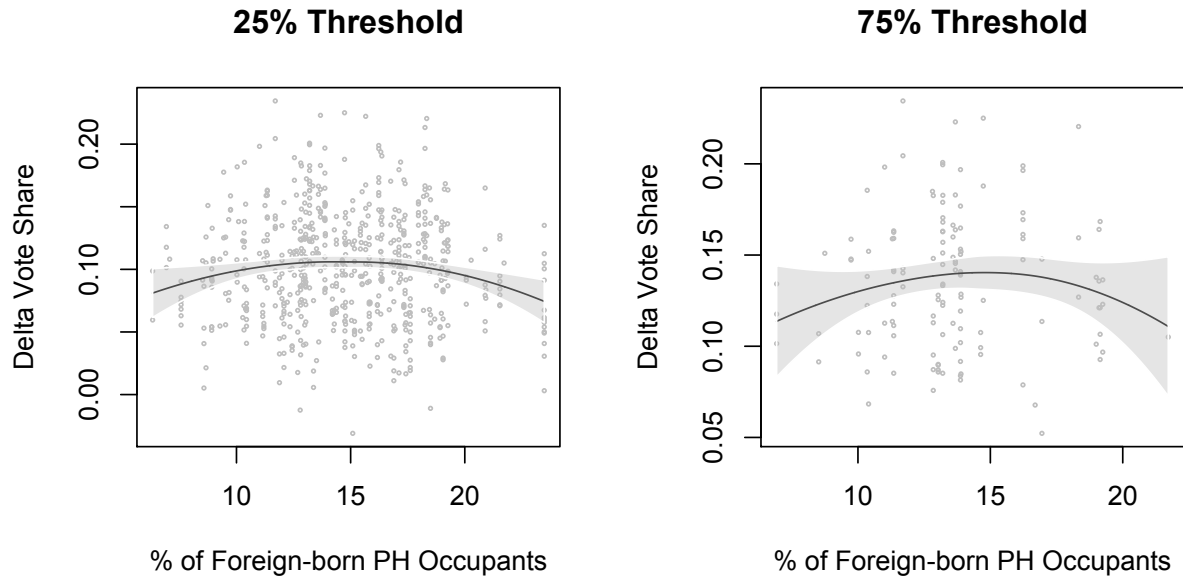 25% Threshold
Delta Vote Share
0.20
0.10
0.00
10 15 20
% of Foreign-born PH Occupants
75% Threshold
Delta Vote Share
0.20
0.15
0.10
0.05
10 15 20
% of Foreign-born PH Occupants